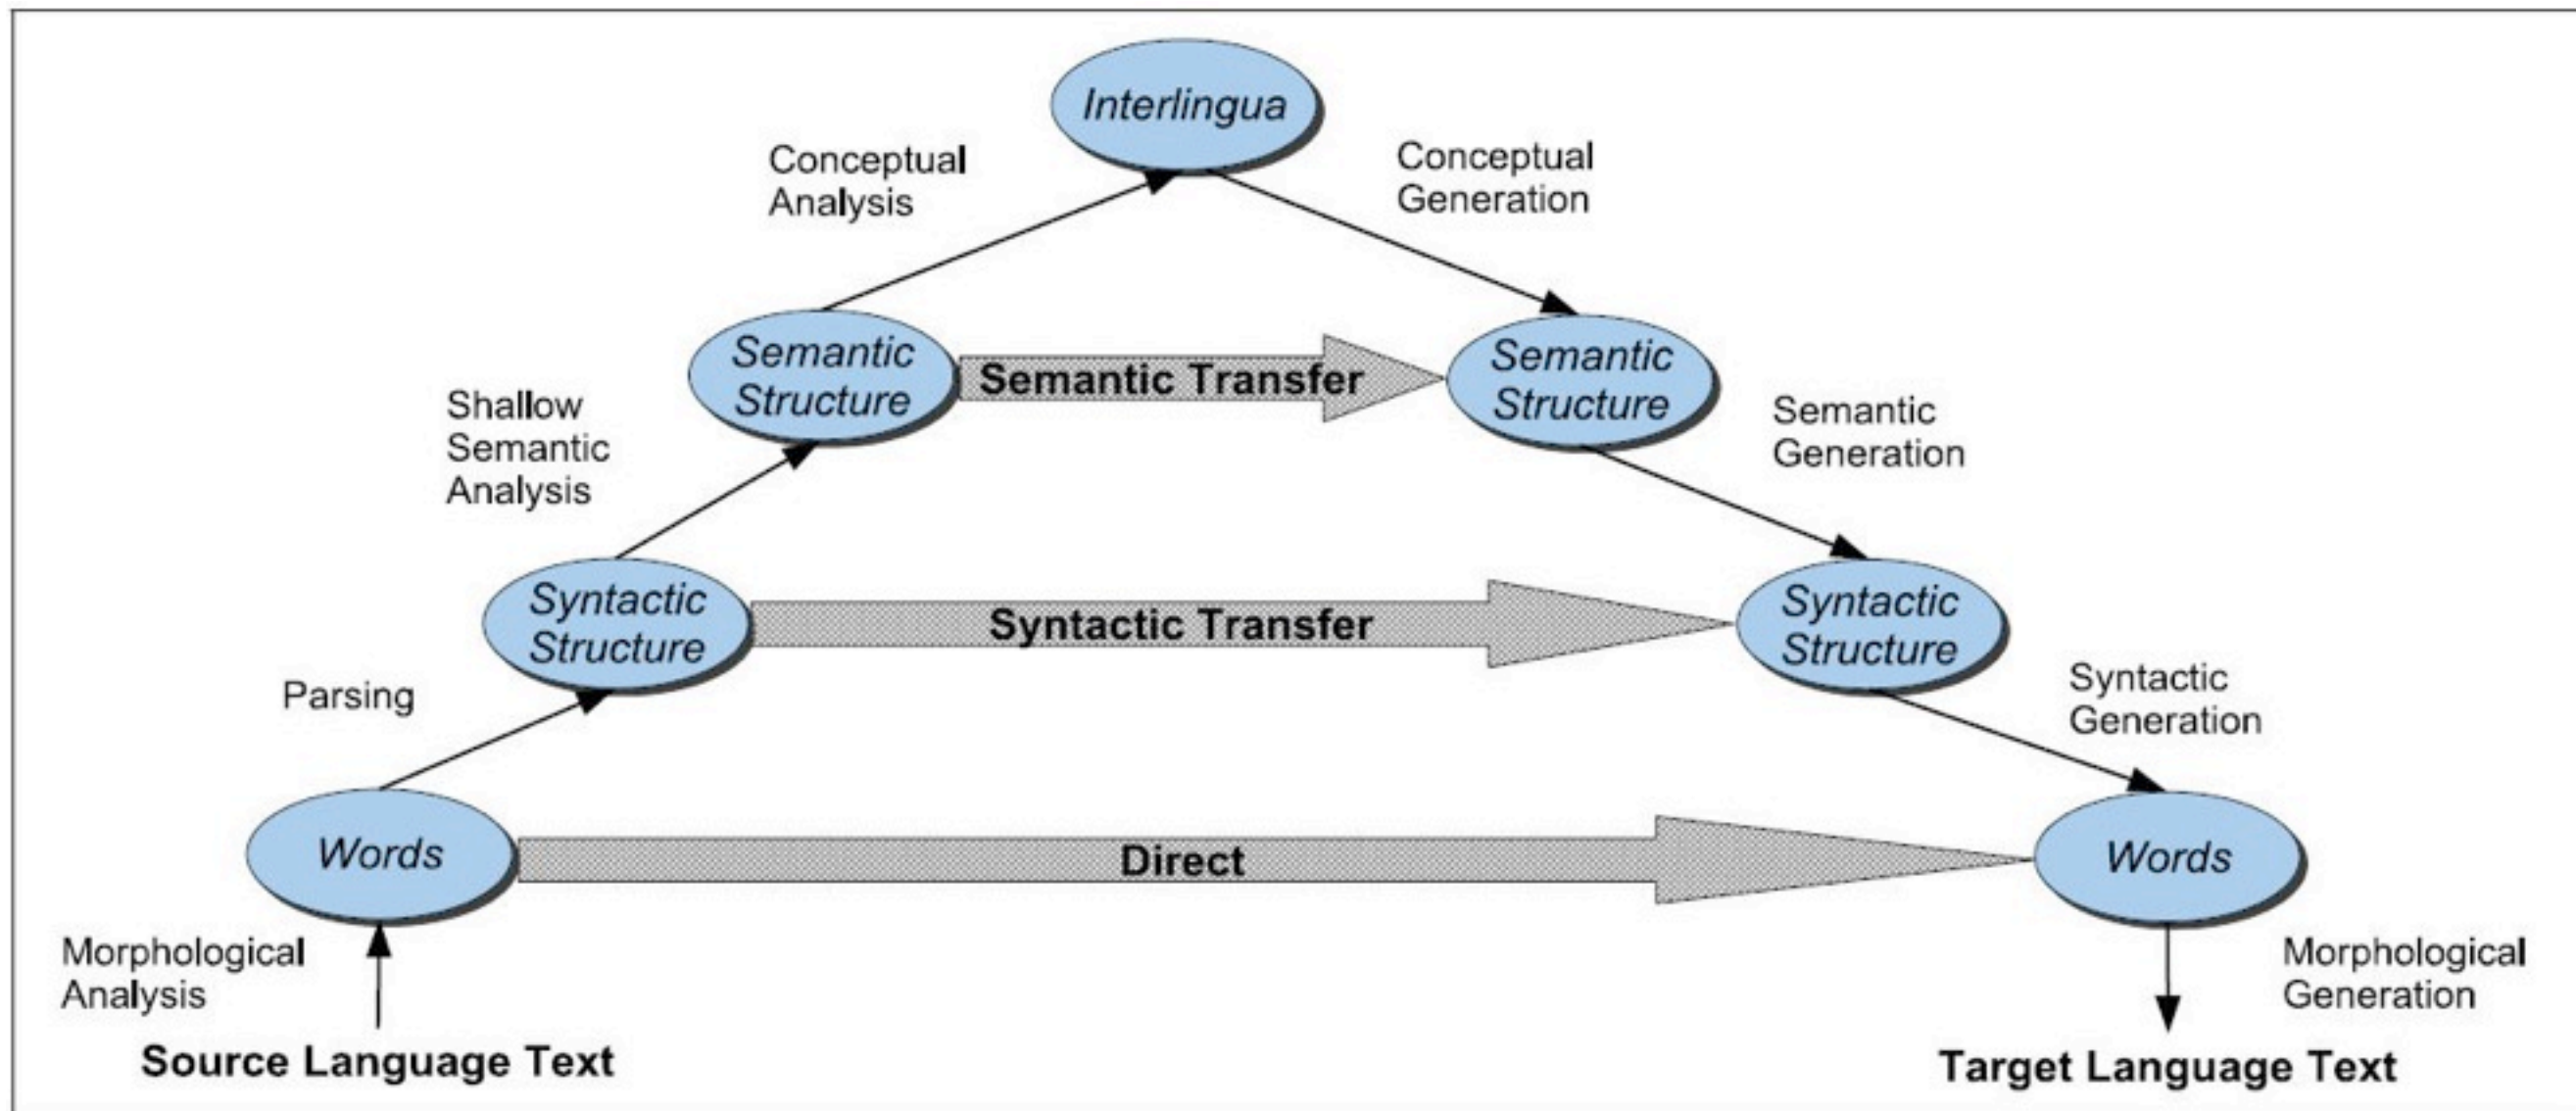 Interlingua
Conceptual
Analysis
Conceptual
Generation
Semantic
Structure
Semantic Transfer
Semantic
Structure
Shallow
Semantic
Analysis
Semantic
Generation
Syntactic
Structure
Syntactic Transfer
Syntactic
Structure
Parsing
Syntactic
Generation
Words
Direct
Words
Morphological
Analysis
Morphological
Generation
Source Language Text
Target Language Text